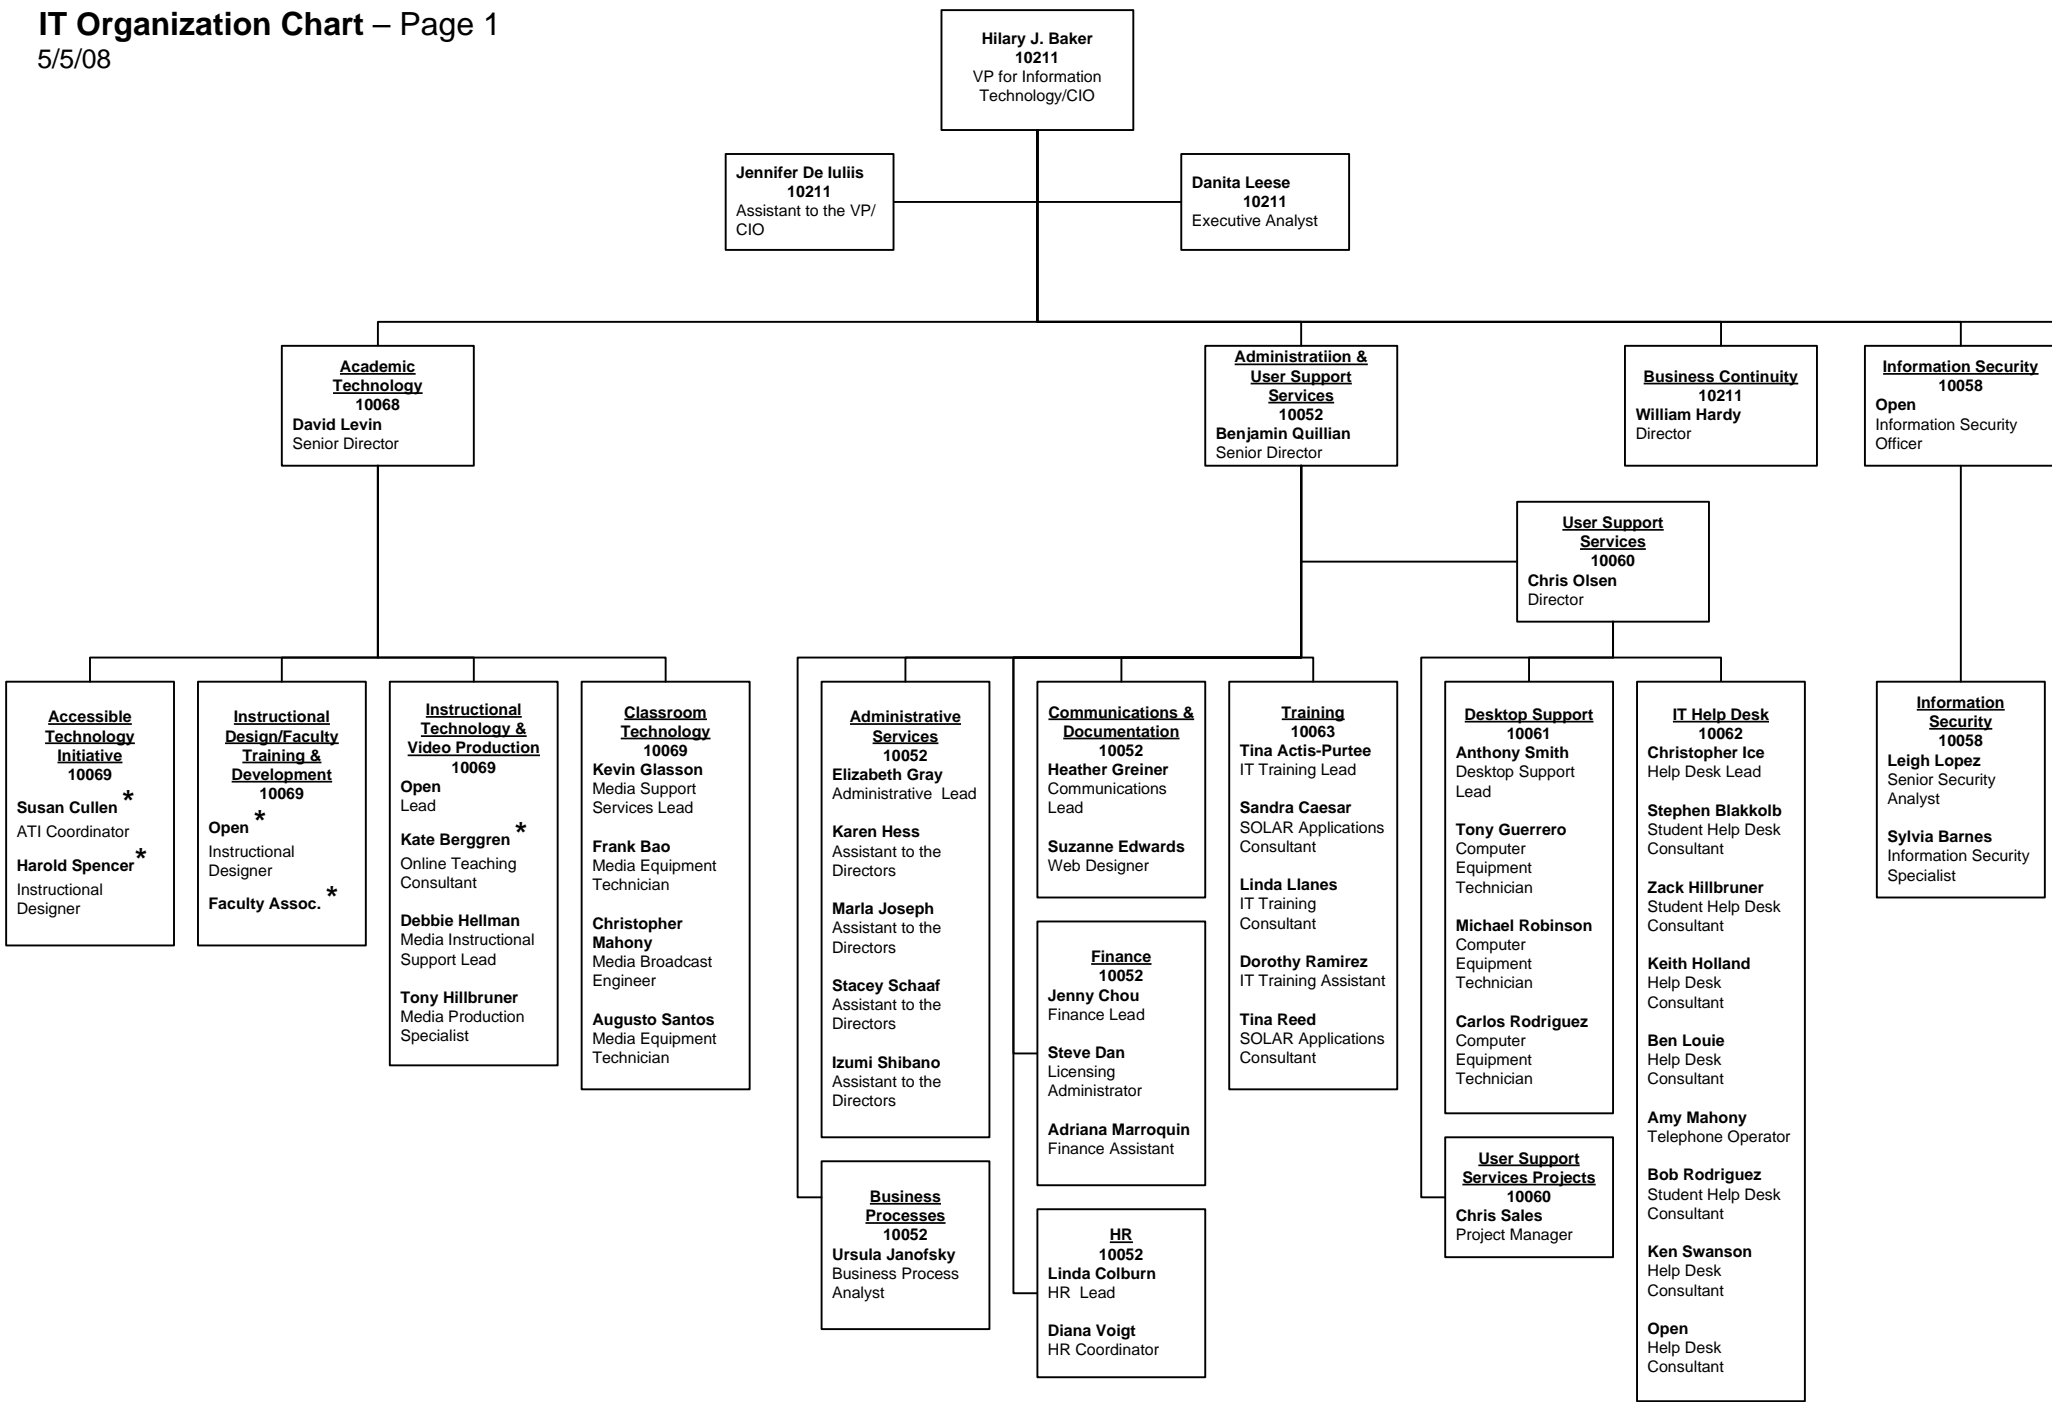 IT Organization Chart – Page 1
5/5/08
Hilary J. Baker
10211
VP for Information
Technology/CIO
Jennifer De Iuliis
10211
Assistant to the VP/
CIO
Danita Leese
10211
Executive Analyst
Academic
Technology
10068
David Levin
Senior Director
Administratiion &
User Support
Services
10052
Benjamin Quillian
Senior Director
Business Continuity
10211
William Hardy
Director
Information Security
10058
Open
Information Security
Officer
User Support
Services
10060
Chris Olsen
Director
Accessible
Technology
Initiative
10069
Susan Cullen *
ATI Coordinator
Harold Spencer *
Instructional
Designer
Instructional
Design/Faculty
Training &
Development
10069
Open *
Instructional
Designer
Faculty Assoc. *
Instructional
Technology &
Video Production
10069
Open
Lead
Kate Berggren *
Online Teaching
Consultant
Debbie Hellman
Media Instructional
Support Lead
Tony Hillbruner
Media Production
Specialist
Classroom
Technology
10069
Kevin Glasson
Media Support
Services Lead
Frank Bao
Media Equipment
Technician
Christopher
Mahony
Media Broadcast
Engineer
Augusto Santos
Media Equipment
Technician
Administrative
Services
10052
Elizabeth Gray
Administrative  Lead
Karen Hess
Assistant to the
Directors
Marla Joseph
Assistant to the
Directors
Stacey Schaaf
Assistant to the
Directors
Izumi Shibano
Assistant to the
Directors
Business
Processes
10052
Ursula Janofsky
Business Process
Analyst
Communications &
Documentation
10052
Heather Greiner
Communications
Lead
Suzanne Edwards
Web Designer
Finance
10052
Jenny Chou
Finance Lead
Steve Dan
Licensing
Administrator
Adriana Marroquin
Finance Assistant
HR
10052
Linda Colburn
HR  Lead
Diana Voigt
HR Coordinator
Training
10063
Tina Actis-Purtee
IT Training Lead
Sandra Caesar
SOLAR Applications
Consultant
Linda Llanes
IT Training
Consultant
Dorothy Ramirez
IT Training Assistant
Tina Reed
SOLAR Applications
Consultant
Desktop Support
10061
Anthony Smith
Desktop Support
Lead
Tony Guerrero
Computer
Equipment
Technician
Michael Robinson
Computer
Equipment
Technician
Carlos Rodriguez
Computer
Equipment
Technician
User Support
Services Projects
10060
Chris Sales
Project Manager
IT Help Desk
10062
Christopher Ice
Help Desk Lead
Stephen Blakkolb
Student Help Desk
Consultant
Zack Hillbruner
Student Help Desk
Consultant
Keith Holland
Help Desk
Consultant
Ben Louie
Help Desk
Consultant
Amy Mahony
Telephone Operator
Bob Rodriguez
Student Help Desk
Consultant
Ken Swanson
Help Desk
Consultant
Open
Help Desk
Consultant
Information
Security
10058
Leigh Lopez
Senior Security
Analyst
Sylvia Barnes
Information Security
Specialist